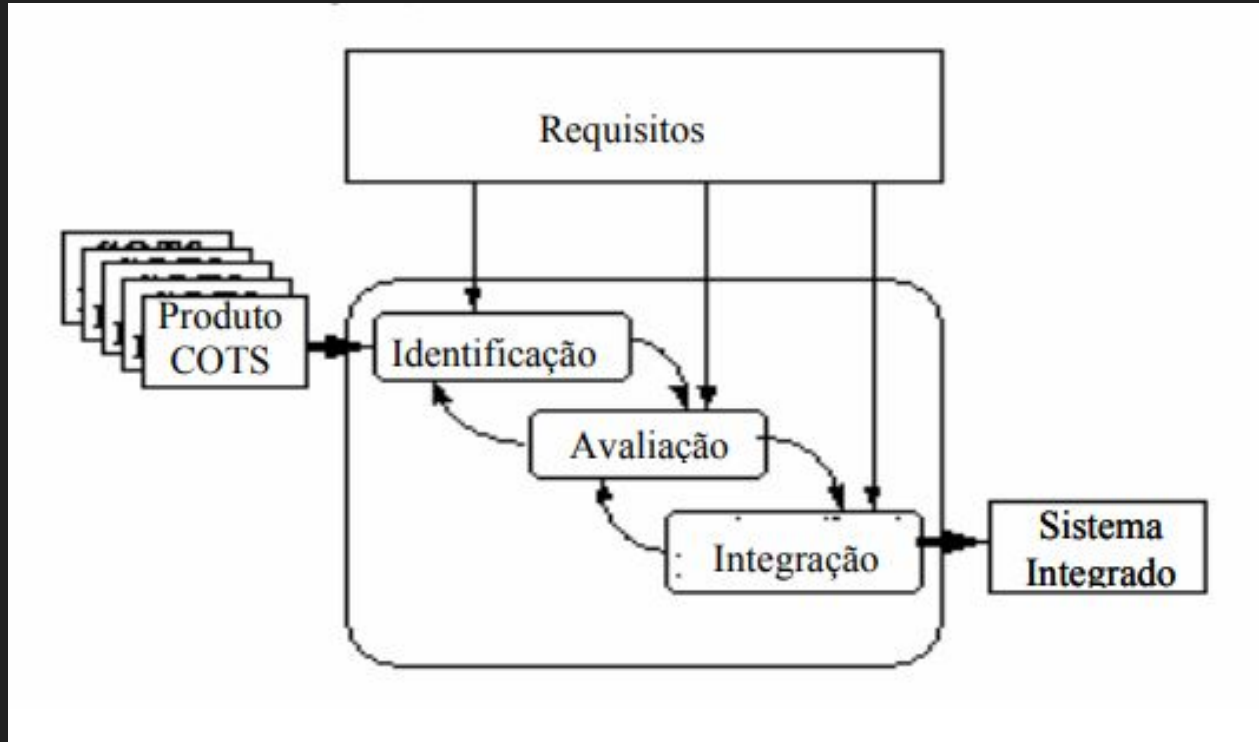 Requisitos
Produto
COTS
Identificação
Avaliação
Integração
Sistema
Integrado